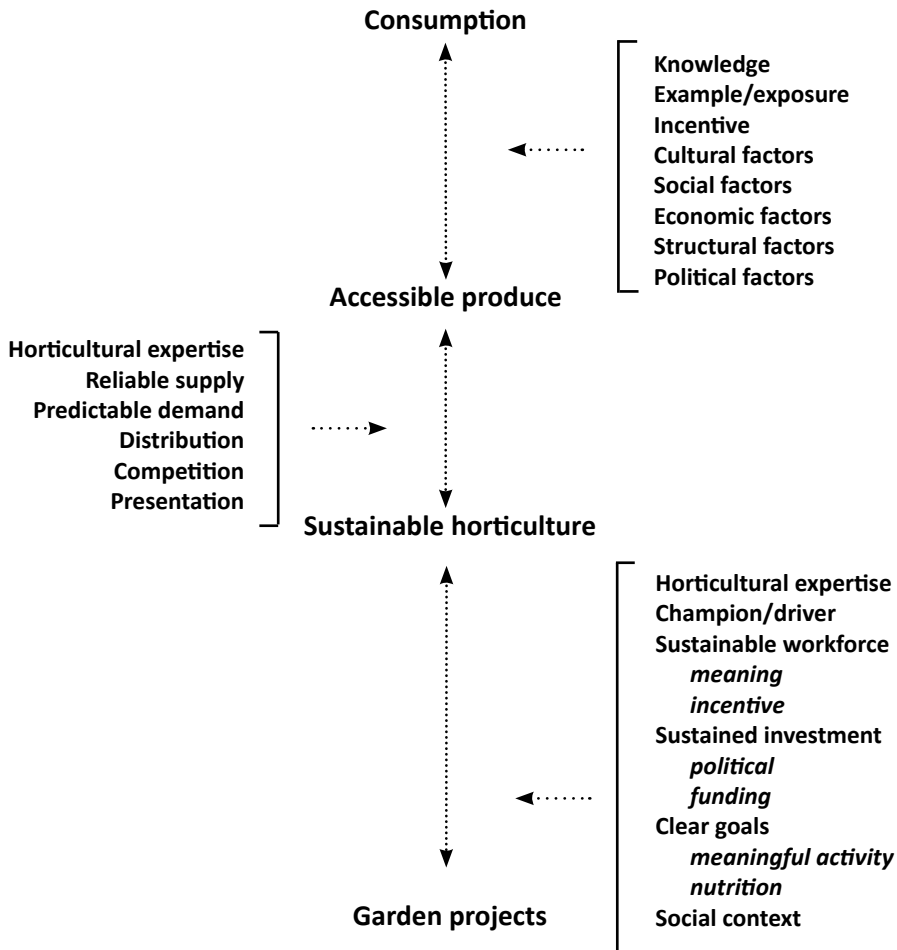 Consumption
Knowledge
Example/exposure
Incentive
Cultural factors
Social factors
Economic factors
Structural factors
Political factors
Accessible produce
Horticultural expertise
Reliable supply
Predictable demand
Distribution
Competition
Presentation
Sustainable horticulture
Horticultural expertise
Champion/driver
Sustainable workforce
meaning
incentive
Sustained investment
political
funding
Clear goals
meaningful activity
nutrition
Social context
Garden projects